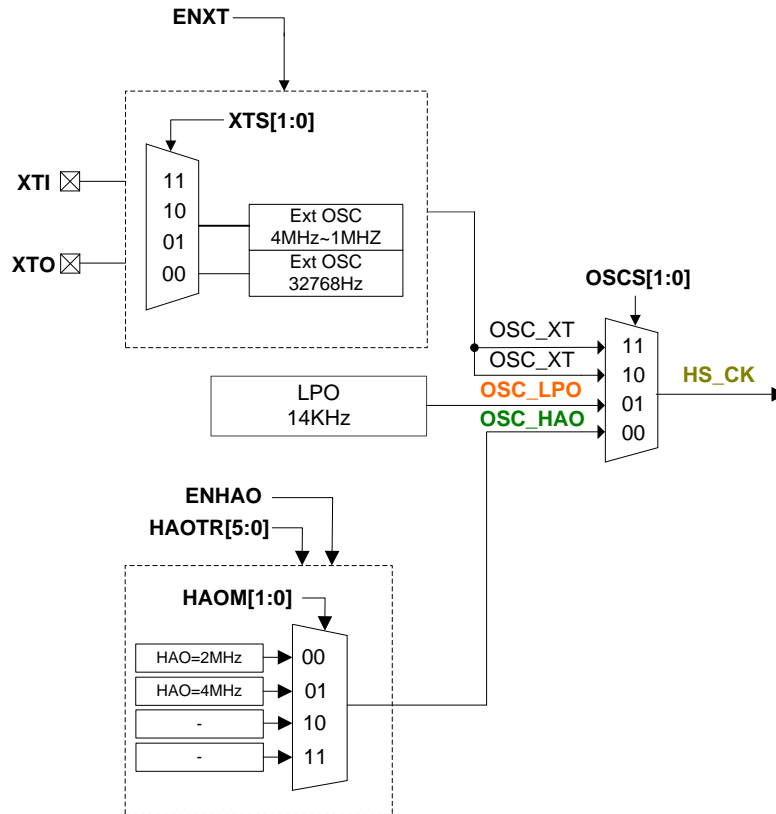 ENXT
XTS[1:0]
XTI
XTO
11
10
01
00
Ext OSC
4MHz~1MHZ
Ext OSC
32768Hz
OSCS[1:0]
OSC_XT
OSC_XT
OSC_LPO
OSC_HAO
11
10
01
00
HS_CK
LPO
14KHz
ENHAO
HAOTR[5:0]
HAOM[1:0]
HAO=2MHz
HAO=4MHz
-
-
00
01
10
11